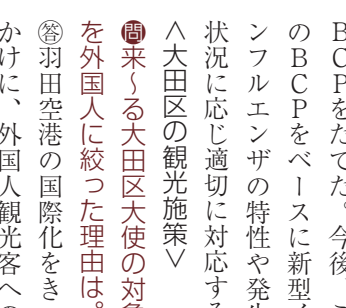 BCPをたてた。今後、こ
のBCPをベースに新型イ
ンフルエンザの特性や発生
状況に応じ適切に対応する
＜大田区の観光施策＞
問来～る大田区大使の対象
を外国人に絞った理由は。
答羽田空港の国際化をき
かけに、外国人観光客への